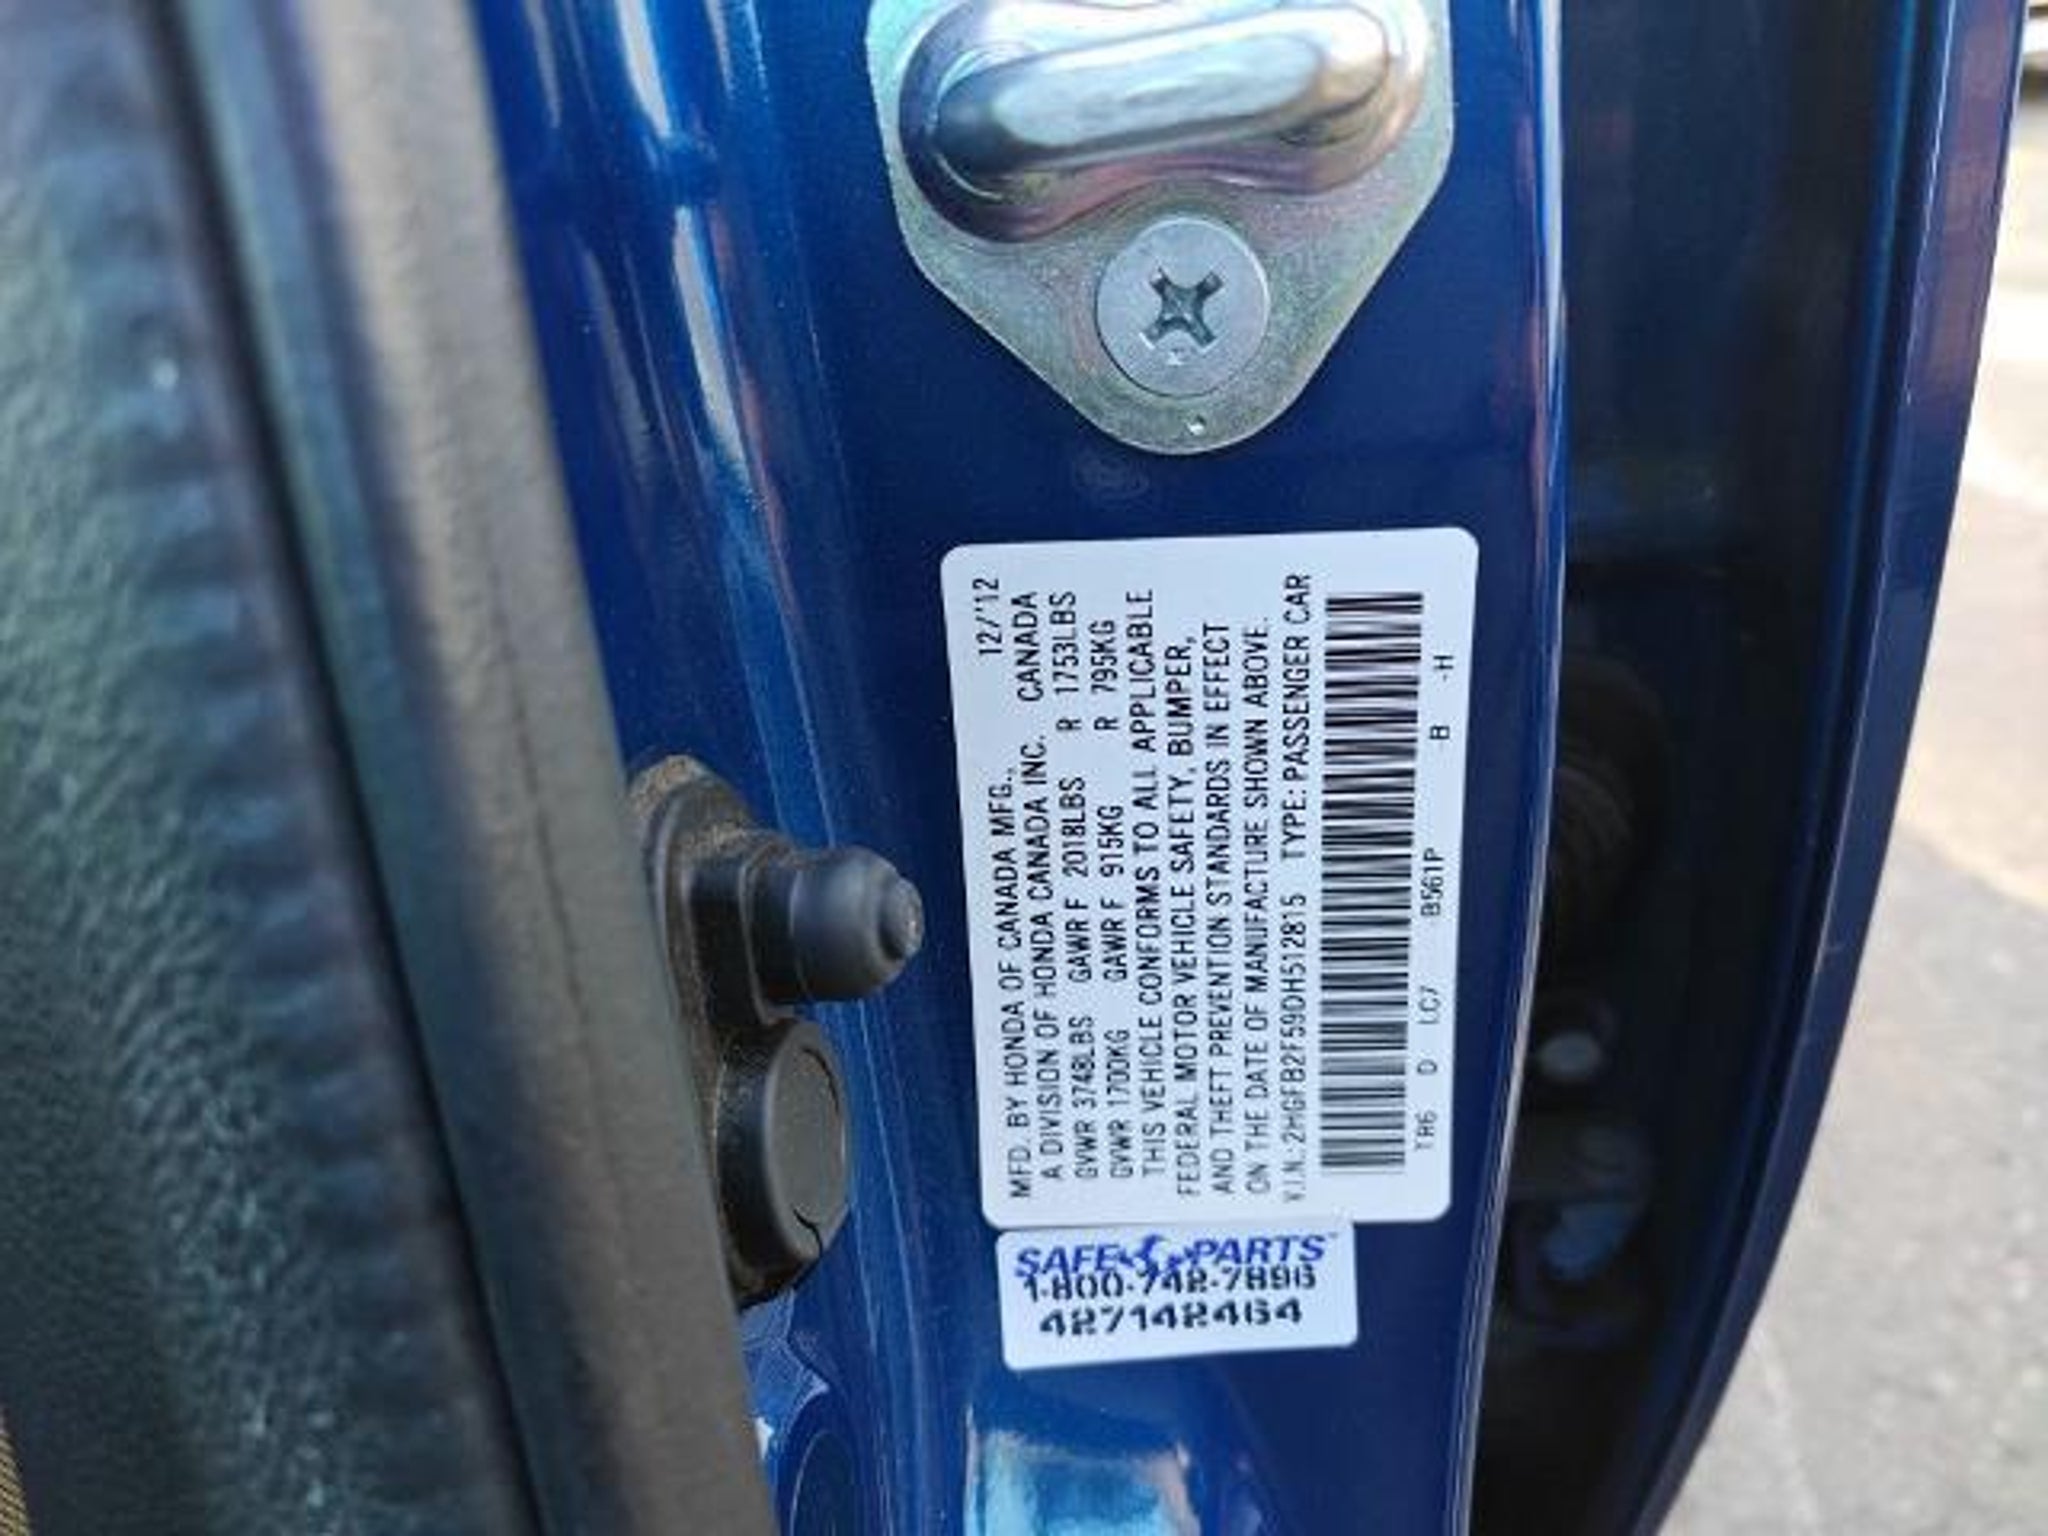 MFD. BY HONDA OF CANADA MFG., 12/'12
A DIVISION OF HONDA CANADA INC. CANADA
GVWR 3748LBS GAWR F 2018LBS R 1753LBS
GVWR 1700KG GAWR F 915KG R 795KG
THIS VEHICLE CONFORMS TO ALL APPLICABLE
FEDERAL MOTOR VEHICLE SAFETY, BUMPER,
AND THEFT PREVENTION STANDARDS IN EFFECT
ON THE DATE OF MANUFACTURE SHOWN ABOVE.
V.I.N.:2HGFB2F59DH512815 TYPE: PASSENGER CAR
TR6 D LC7 B561P B -H
SAFE PARTS™
1-800-742-7896
427142464